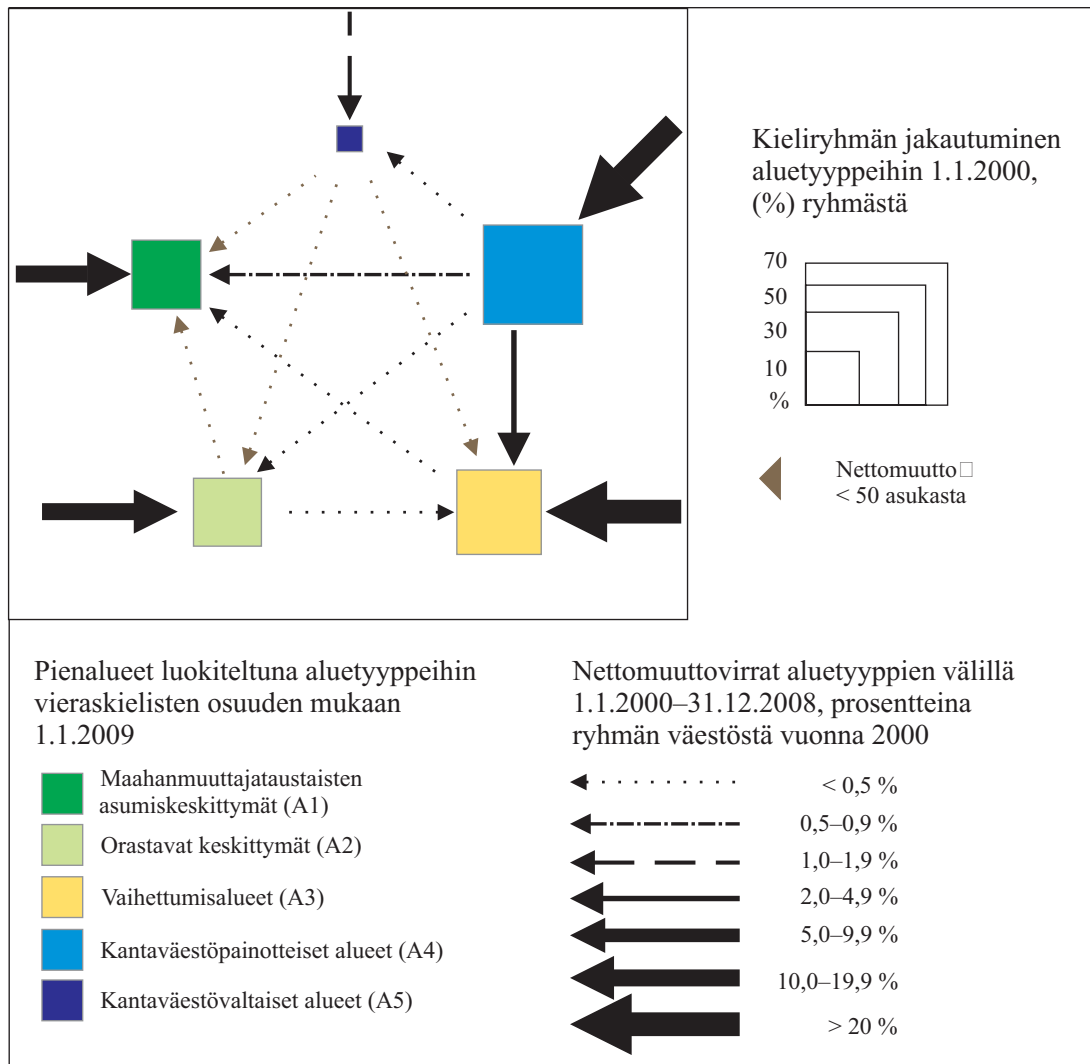 Kieliryhmän jakautuminen
aluetyyppeihin 1.1.2000,
(%) ryhmästä
70
50
30
10
%
Nettomuutto□
< 50 asukasta
Pienalueet luokiteltuna aluetyyppeihin
vieraskielisten osuuden mukaan
1.1.2009
Maahanmuuttajataustaisten
asumiskeskittymät (A1)
Orastavat keskittymät (A2)
Vaihettumisalueet (A3)
Kantaväestöpainotteiset alueet (A4)
Kantaväestövaltaiset alueet (A5)
Nettomuuttovirrat aluetyyppien välillä
1.1.2000–31.12.2008, prosentteina
ryhmän väestöstä vuonna 2000
< 0,5 %
0,5–0,9 %
1,0–1,9 %
2,0–4,9 %
5,0–9,9 %
10,0–19,9 %
> 20 %